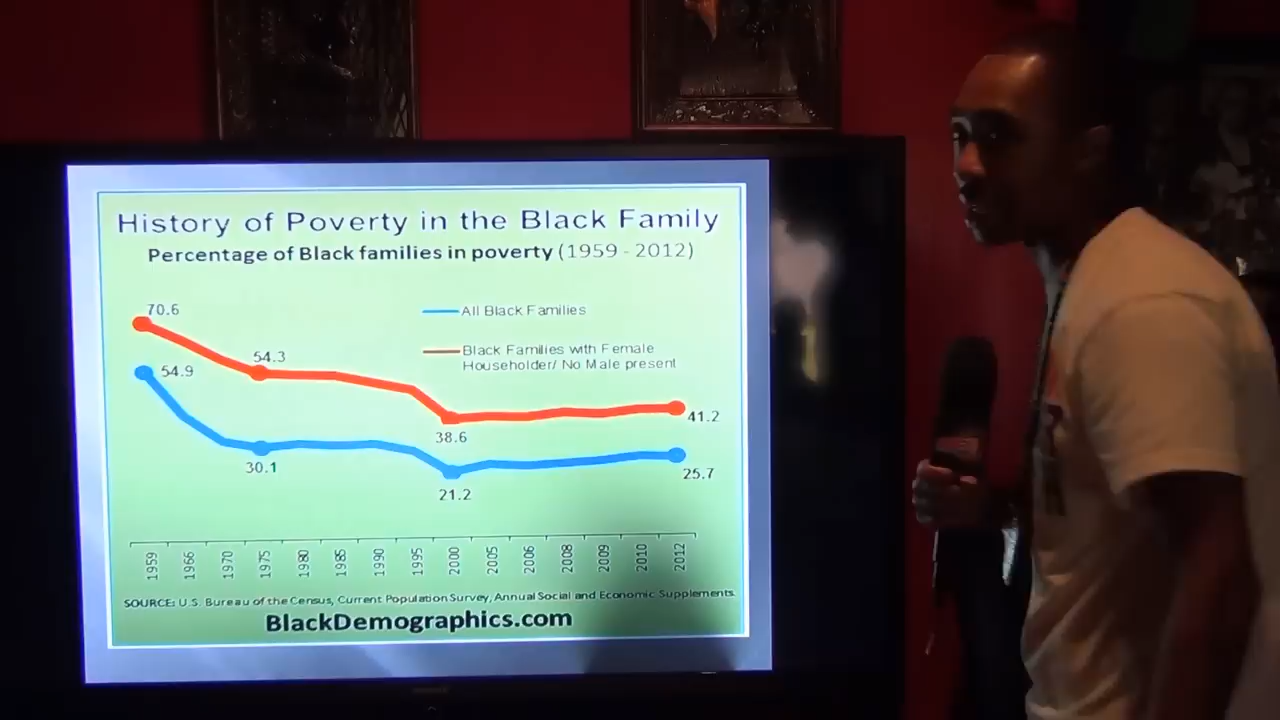 History of Poverty in the Black Family
Percentage of Black families in poverty (1959 - 2012)
70.6
All Black Families
Black Families with Female
Householder/ No Male present
54.3
54.9
41.2
38.6
30.1
25.7
21.2
1959 1966 1970 1975 1980 1985 1990 1995 2000 2005 2006 2008 2009 2010 2012
SOURCE: U.S. Bureau of the Census, Current Population Survey, Annual Social and Economic Supplements.
BlackDemographics.com